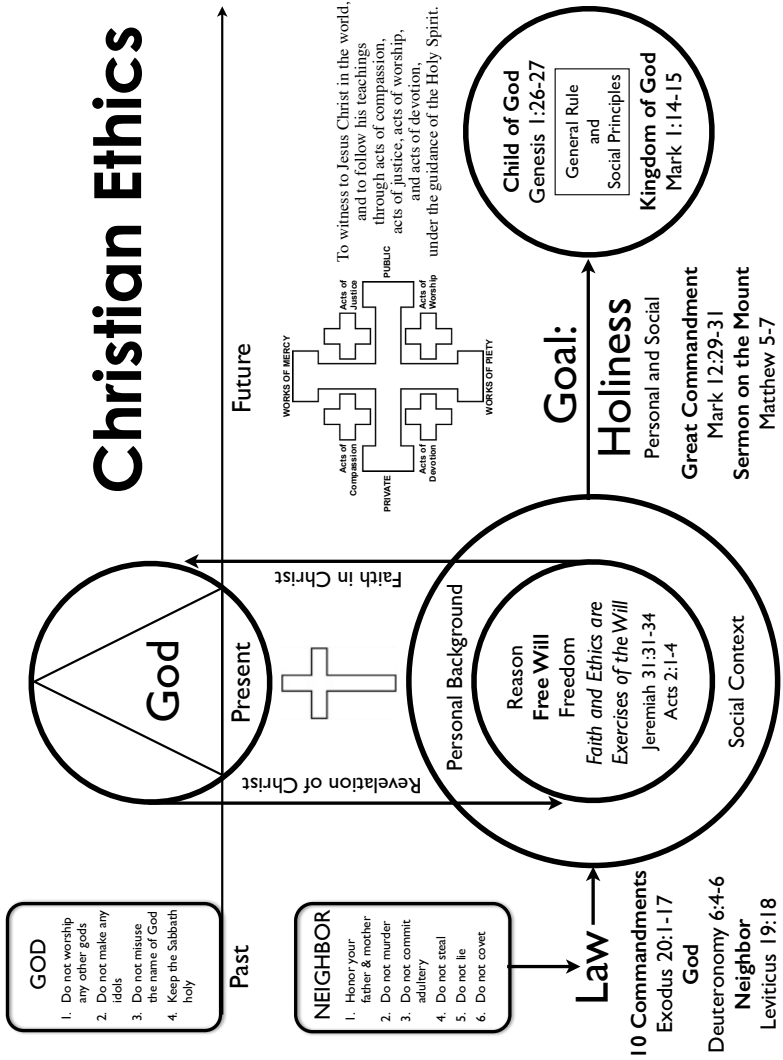 Christian Ethics
GOD
1. Do not worship
any other gods
2. Do not make any
idols
3. Do not misuse
the name of God
4. Keep the Sabbath
holy
God
Past
Present
Future
NEIGHBOR
1. Honor your
father & mother
2. Do not murder
3. Do not commit
adultery
4. Do not steal
5. Do not lie
6. Do not covet
Revelation of Christ
Faith in Christ
WORKS OF MERCY
Acts of
Compassion
Acts of
Justice
PRIVATE
PUBLIC
Acts of
Devotion
Acts of
Worship
WORKS OF PIETY
To witness to Jesus Christ in the world,
and to follow his teachings
through acts of compassion,
acts of justice, acts of worship,
and acts of devotion,
under the guidance of the Holy Spirit.
Law
10 Commandments
Exodus 20:1-17
God
Deuteronomy 6:4-6
Neighbor
Leviticus 19:18
Personal Background
Reason
Free Will
Freedom
Faith and Ethics are
Exercises of the Will
Jeremiah 31:31-34
Acts 2:1-4
Social Context
Goal:
Holiness
Personal and Social
Great Commandment
Mark 12:29-31
Sermon on the Mount
Matthew 5-7
Child of God
Genesis 1:26-27
General Rule
and
Social Principles
Kingdom of God
Mark 1:14-15